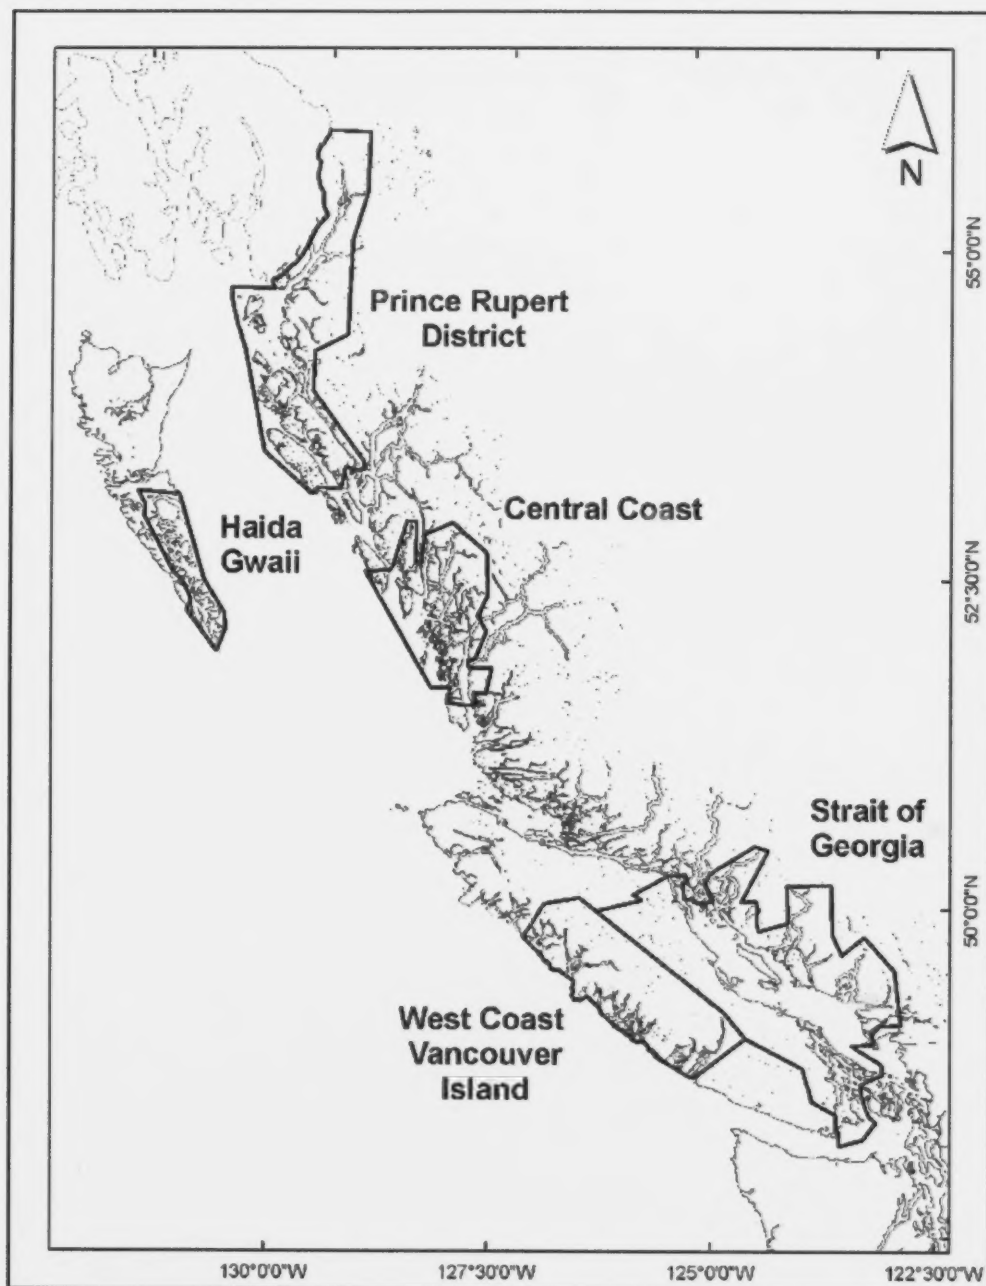 N
55°0'0"N
Prince Rupert
District
Central Coast
Haida
Gwaii
52°30'0"N
Strait of
Georgia
50°0'0"N
West Coast
Vancouver
Island
130°0'0"W
127°30'0"W
125°0'0"W
122°30'0"W